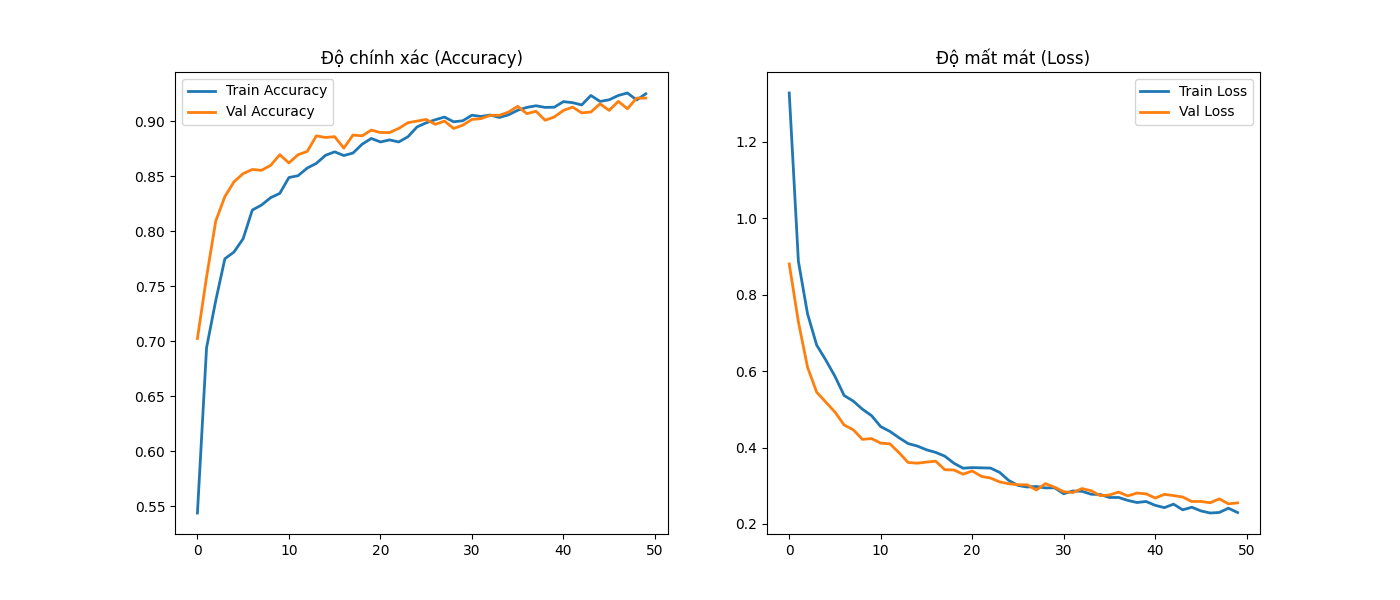 Độ chính xác (Accuracy)
Train Accuracy
Val Accuracy
0.90
0.85
0.80
0.75
0.70
0.65
0.60
0.55
0 10 20 30 40 50
Độ mất mát (Loss)
Train Loss
Val Loss
1.2
1.0
0.8
0.6
0.4
0.2
0 10 20 30 40 50